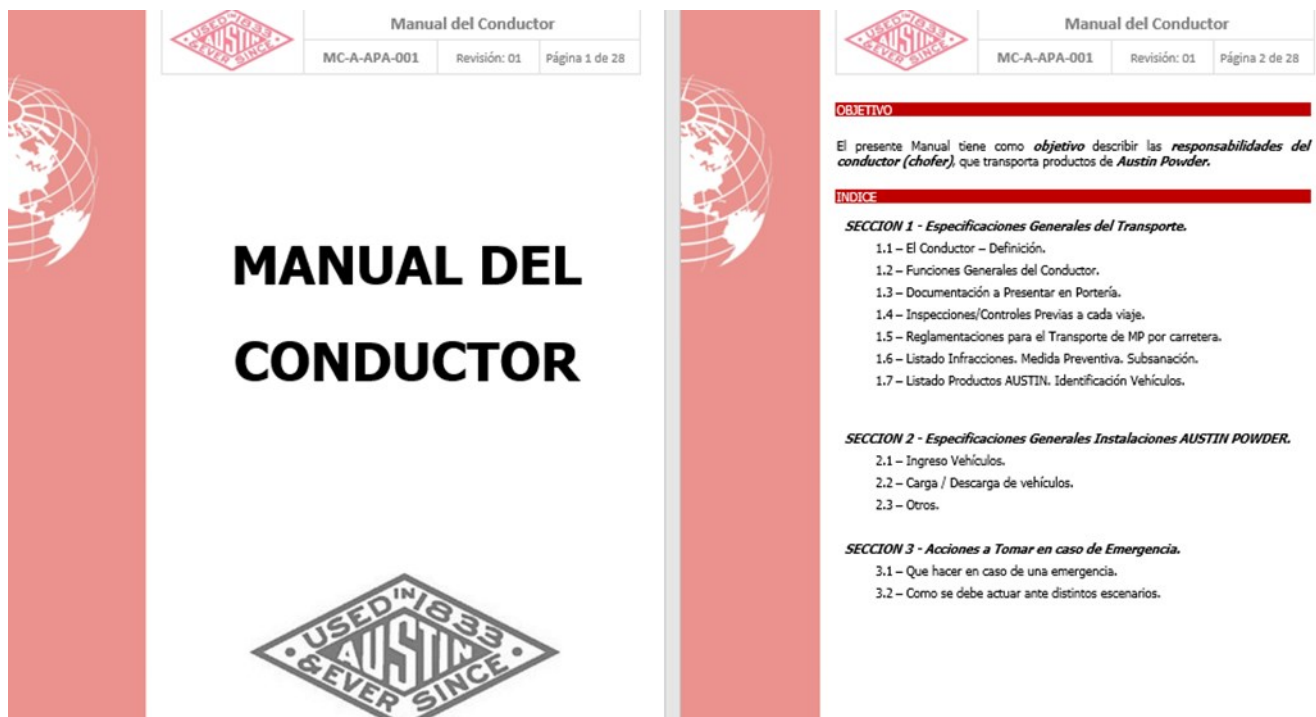 USED IN 1833
AUSTIN
& EVER SINCE
Manual del Conductor
MC-A-APA-001
Revisión: 01
Página 1 de 28
MANUAL DEL
CONDUCTOR
USED IN 1833
AUSTIN
& EVER SINCE
USED IN 1833
AUSTIN
& EVER SINCE
Manual del Conductor
MC-A-APA-001
Revisión: 01
Página 2 de 28
OBJETIVO
El presente Manual tiene como objetivo describir las responsabilidades del
conductor (chofer), que transporta productos de Austin Powder.
INDICE
SECCION 1 - Especificaciones Generales del Transporte.
1.1 – El Conductor – Definición.
1.2 – Funciones Generales del Conductor.
1.3 – Documentación a Presentar en Portería.
1.4 – Inspecciones/Controles Previas a cada viaje.
1.5 – Reglamentaciones para el Transporte de MP por carretera.
1.6 – Listado Infracciones. Medida Preventiva. Subsanación.
1.7 – Listado Productos AUSTIN. Identificación Vehículos.
SECCION 2 - Especificaciones Generales Instalaciones AUSTIN POWDER.
2.1 – Ingreso Vehículos.
2.2 – Carga / Descarga de vehículos.
2.3 – Otros.
SECCION 3 - Acciones a Tomar en caso de Emergencia.
3.1 – Que hacer en caso de una emergencia.
3.2 – Como se debe actuar ante distintos escenarios.